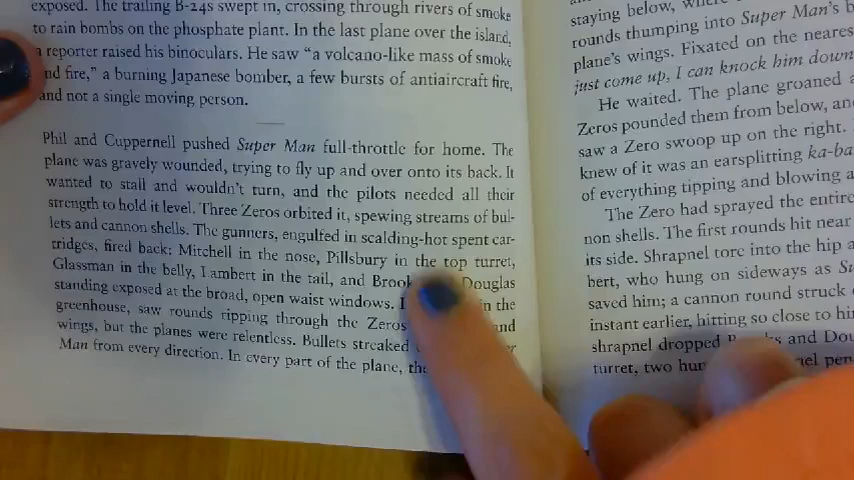 exposed. The trailing B-24s swept in, crossing through rivers of smoke
to rain bombs on the phosphate plant. In the last plane over the island,
a reporter raised his binoculars. He saw "a volcano-like mass of smoke
nd fire," a burning Japanese bomber, a few bursts of antiaircraft fire,
and not a single moving person.
Phil and Cuppernell pushed Super Man full-throttle for home. The
plane was gravely wounded, trying to fly up and over onto its back. It
wanted to stall and wouldn't turn, and the pilots needed all their
strength to hold it level. Three Zeros orbited it, spewing streams of bul-
lets and cannon shells. The gunners, engulfed in scalding-hot spent car-
tridges, fired back: Mitchell in the nose, Pillsbury in the top turret,
Glassman in the belly, Lambert in the tail, and Brook Douglas
standing exposed at the broad, open waist windows. in the
greenhouse, saw rounds ripping through the Zeros and
wings, but the planes were relentless. Bullets streaked
Man from every direction. In every part of the plane, the
staying below, where
rounds thumping into Super Man's b
plane's wings. Fixated on the neares
just come up, I can knock him down
He waited. The plane groaned a
Zeros pounded them from below, and
saw a Zero swoop up on the right.
knew of it was an earsplitting ka-ba
of everything tipping and blowing a
The Zero had sprayed the entire
non shells. The first rounds hit near
its side. Shrapnel tore into the hip a
bert, who hung on sideways as Su
saved him; a cannon round struck
instant earlier, hitting so close to hi
shrapnel dropped and Dou
turret, two hun pen